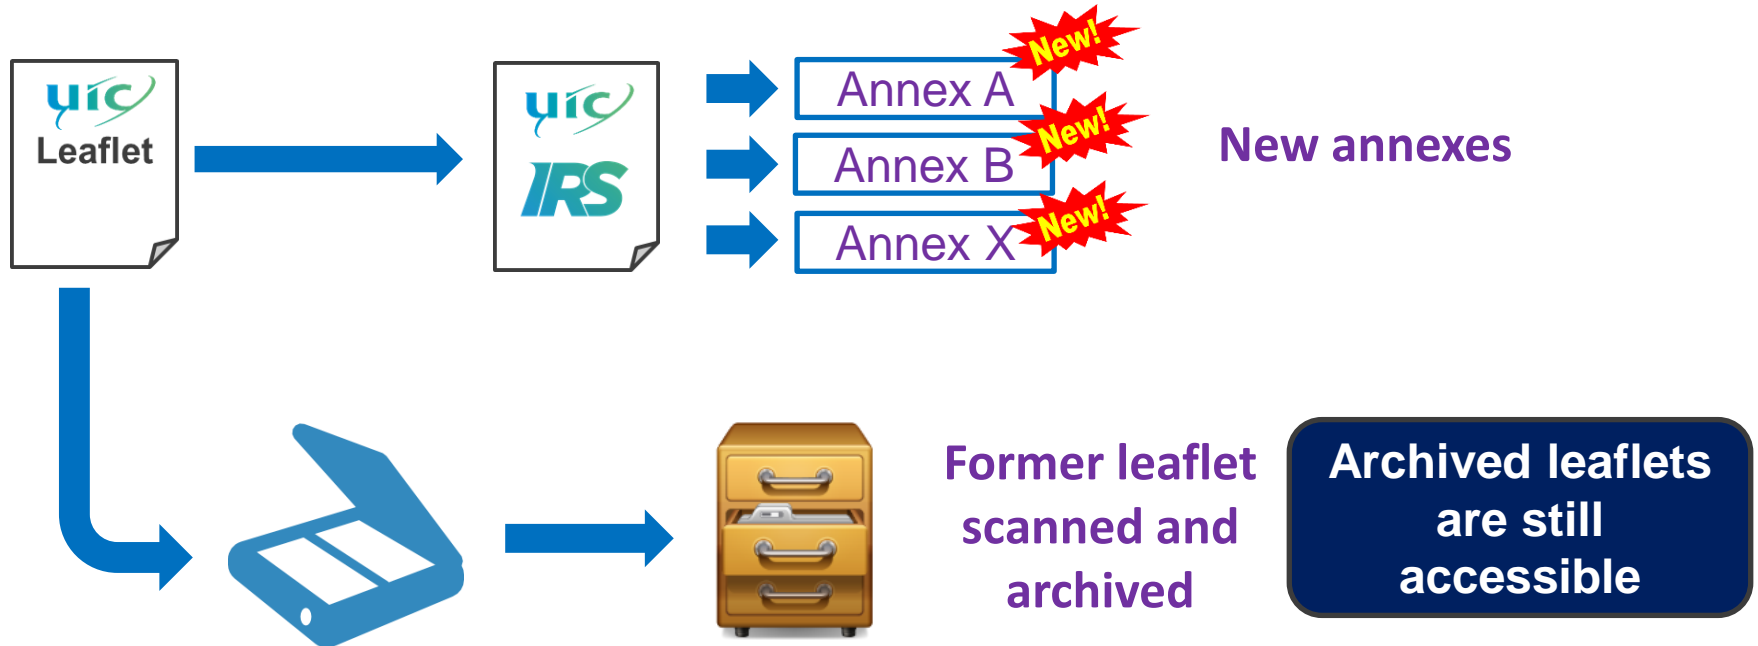 uic
Leaflet
uic
IRS
Annex A
New!
Annex B
New!
Annex X
New!
New annexes
Former leaflet
scanned and
archived
Archived leaflets
are still
accessible